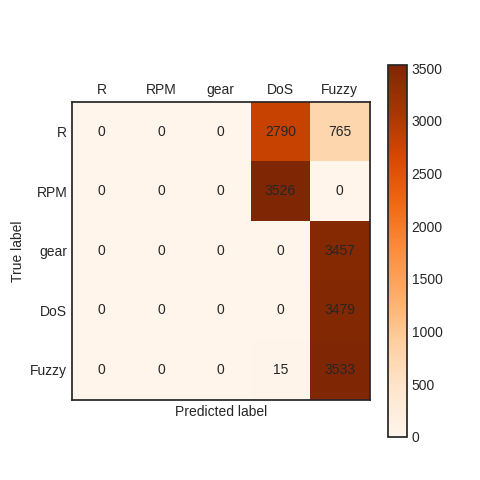 R RPM gear DoS Fuzzy
R 0 0 0 2790 765
RPM 0 0 0 3526 0
gear 0 0 0 0 3457
DoS 0 0 0 0 3479
Fuzzy 0 0 0 15 3533
True label
Predicted label
3500
3000
2500
2000
1500
1000
500
0